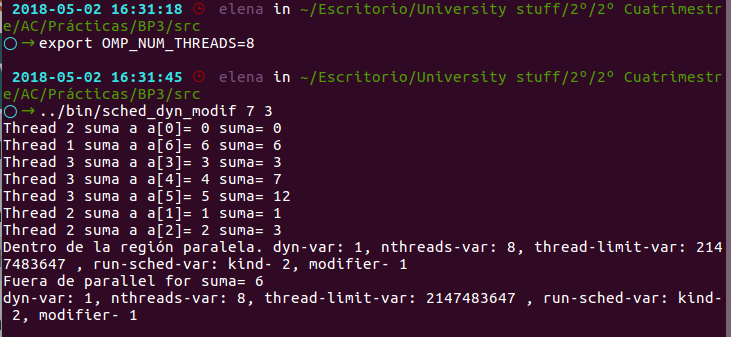 2018-05-02 16:31:18 elena in ~/Escritorio/University stuff/2º/2º Cuatrimestr
e/AC/Prácticas/BP3/src
○ → export OMP_NUM_THREADS=8
2018-05-02 16:31:45 elena in ~/Escritorio/University stuff/2º/2º Cuatrimestr
e/AC/Prácticas/BP3/src
○ → ../bin/sched_dyn_modif 7 3
Thread 2 suma a a[0]= 0 suma= 0
Thread 1 suma a a[6]= 6 suma= 6
Thread 3 suma a a[3]= 3 suma= 3
Thread 3 suma a a[4]= 4 suma= 7
Thread 3 suma a a[5]= 5 suma= 12
Thread 2 suma a a[1]= 1 suma= 1
Thread 2 suma a a[2]= 2 suma= 3
Dentro de la región paralela. dyn-var: 1, nthreads-var: 8, thread-limit-var: 214
7483647 , run-sched-var: kind- 2, modifier- 1
Fuera de parallel for suma= 6
dyn-var: 1, nthreads-var: 8, thread-limit-var: 2147483647 , run-sched-var: kind-
 2, modifier- 1